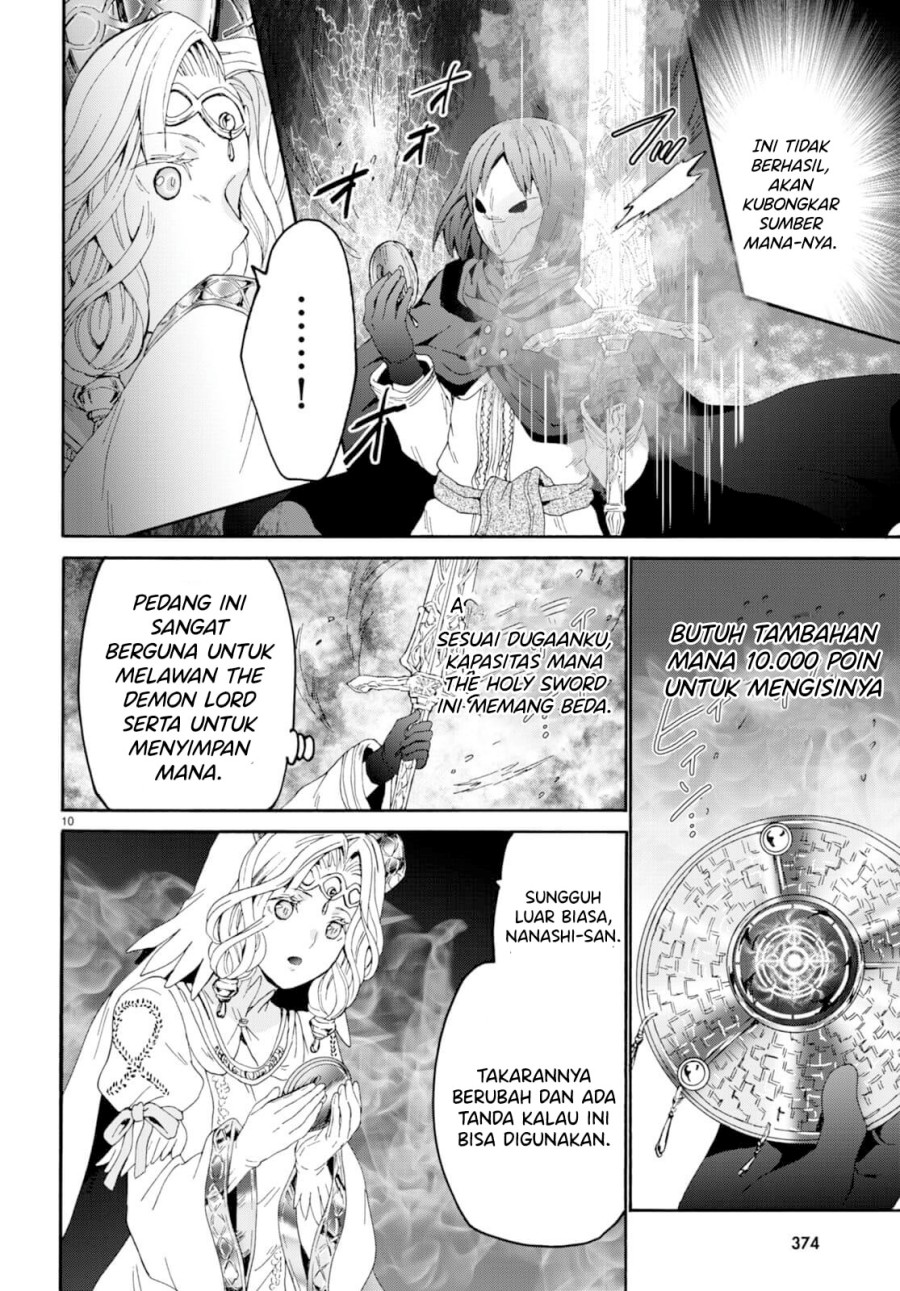 INI TIDAK
BERHASIL,
AKAN
KUBONGKAR
SUMBER
MANA-NYA.
オ
オ
オ
......!
BUTUH TAMBAHAN
MANA 10.000 POIN
UNTUK MENGISINYA
A
SESUAI DUGAANKU,
KAPASITAS MANA
THE HOLY SWORD
INI MEMANG BEDA.
PEDANG INI
SANGAT
BERGUNA UNTUK
MELAWAN THE
DEMON LORD
SERTA UNTUK
MENYIMPAN
MANA.
10
SUNGGUH
LUAR BIASA,
NANASHI-SAN.
TAKARANNYA
BERUBAH DAN ADA
TANDA KALAU INI
BISA DIGUNAKAN.
374